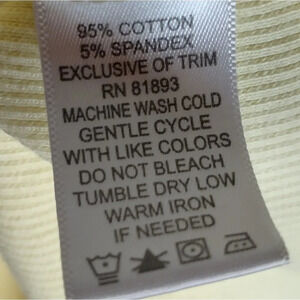 95% COTTON
5% SPANDEX
EXCLUSIVE OF TRIM
RN 81893
MACHINE WASH COLD
GENTLE CYCLE
WITH LIKE COLORS
DO NOT BLEACH
TUMBLE DRY LOW
WARM IRON
IF NEEDED